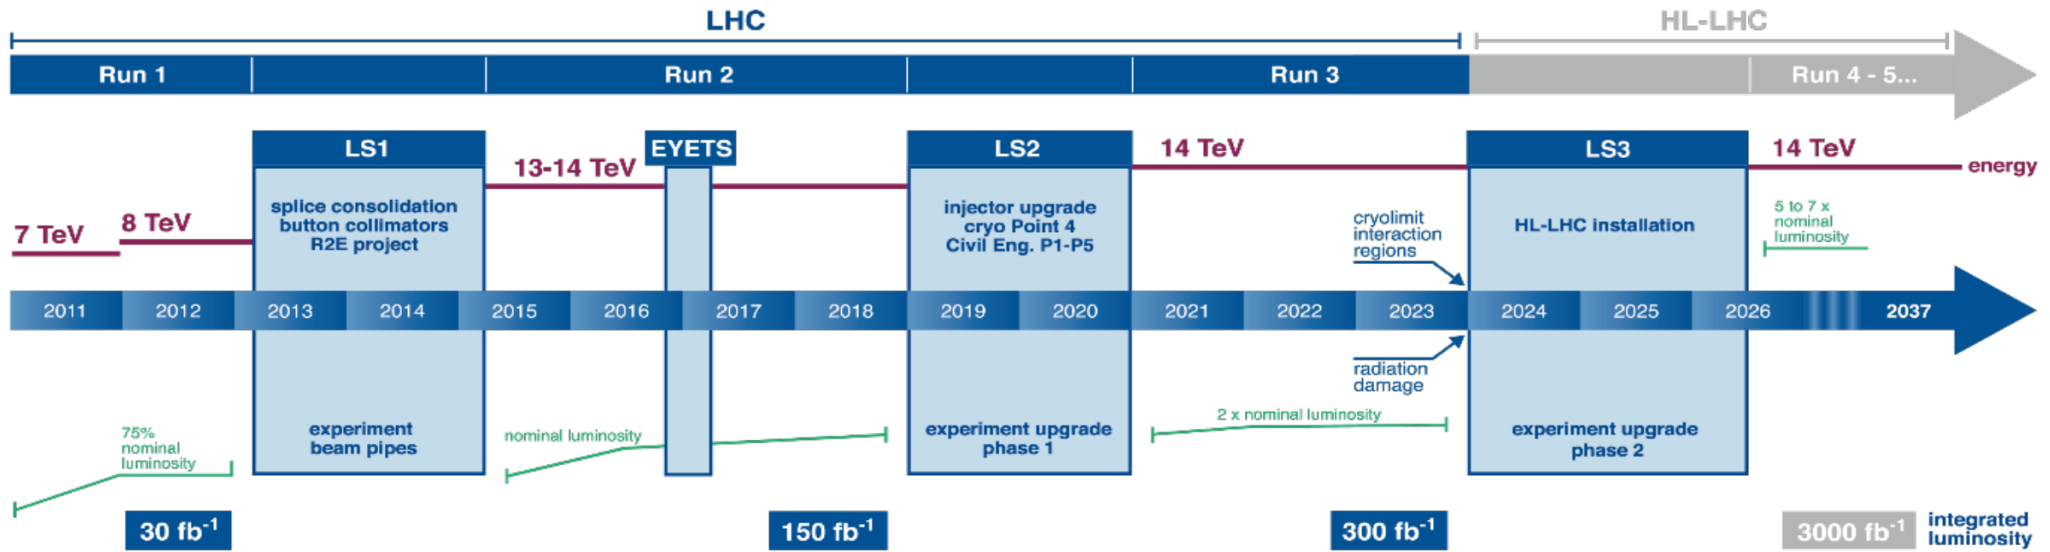 LHC
HL-LHC
Run 1
Run 2
Run 3
Run 4 - 5...
LS1
EYETS
LS2
14 TeV
LS3
14 TeV
energy
13-14 TeV
7 TeV
8 TeV
splice consolidation
button collimators
R2E project
injector upgrade
cryo Point 4
Civil Eng. P1-P5
cryolimit
interaction
regions
HL-LHC installation
5 to 7 x
nominal
luminosity
2011 2012 2013 2014 2015 2016 2017 2018 2019 2020 2021 2022 2023 2024 2025 2026 2037
radiation
damage
75%
nominal
luminosity
experiment
beam pipes
nominal luminosity
experiment upgrade
phase 1
2 x nominal luminosity
experiment upgrade
phase 2
30 fb⁻¹
150 fb⁻¹
300 fb⁻¹
3000 fb⁻¹
integrated
luminosity